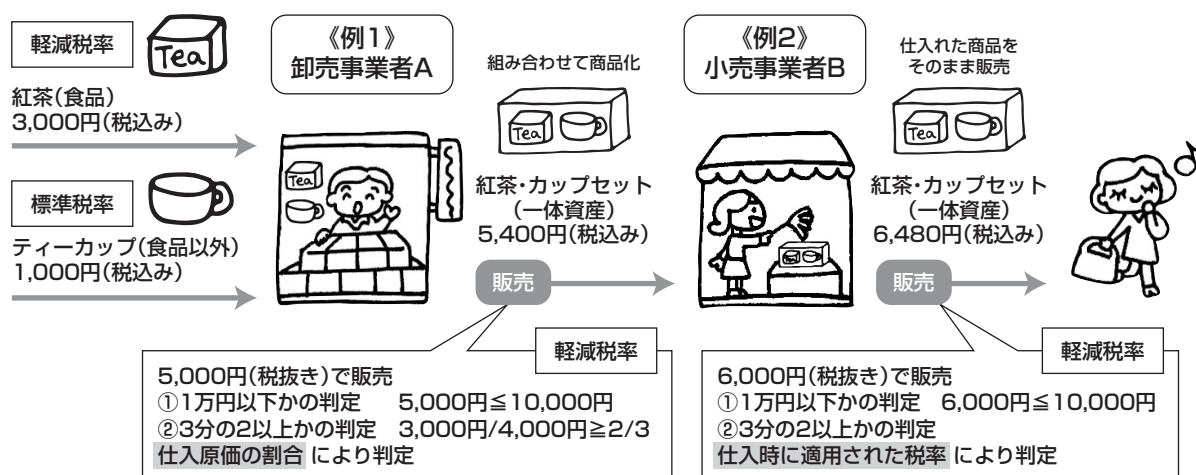 軽減税率
Tea
紅茶(食品)
3,000円(税込み)
標準税率
ティーカップ(食品以外)
1,000円(税込み)
《例1》
卸売事業者A
Tea
組み合わせて商品化
Tea
紅茶・カップセット
(一体資産)
5,400円(税込み)
販売
軽減税率
5,000円(税抜き)で販売
①1万円以下かの判定 5,000円≦10,000円
②3分の2以上かの判定 3,000円/4,000円≧2/3
仕入原価の割合 により判定
《例2》
小売事業者B
Tea
仕入れた商品を
そのまま販売
Tea
紅茶・カップセット
(一体資産)
6,480円(税込み)
販売
軽減税率
6,000円(税抜き)で販売
①1万円以下かの判定 6,000円≦10,000円
②3分の2以上かの判定
仕入時に適用された税率 により判定